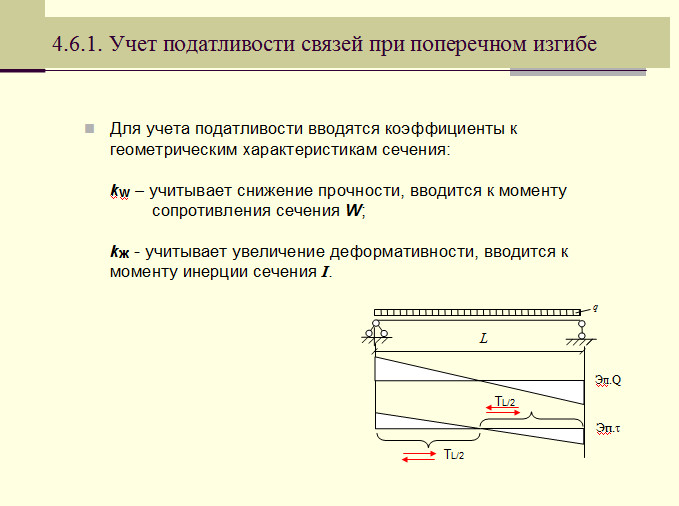 4.6.1. Учет податливости связей при поперечном изгибе
Для учета податливости вводятся коэффициенты к
геометрическим характеристикам сечения:
kW – учитывает снижение прочности, вводится к моменту
сопротивления сечения W;
kЖ - учитывает увеличение деформативности, вводится к
моменту инерции сечения I.
q
L
Эп.Q
TL/2
Эп.τ
TL/2